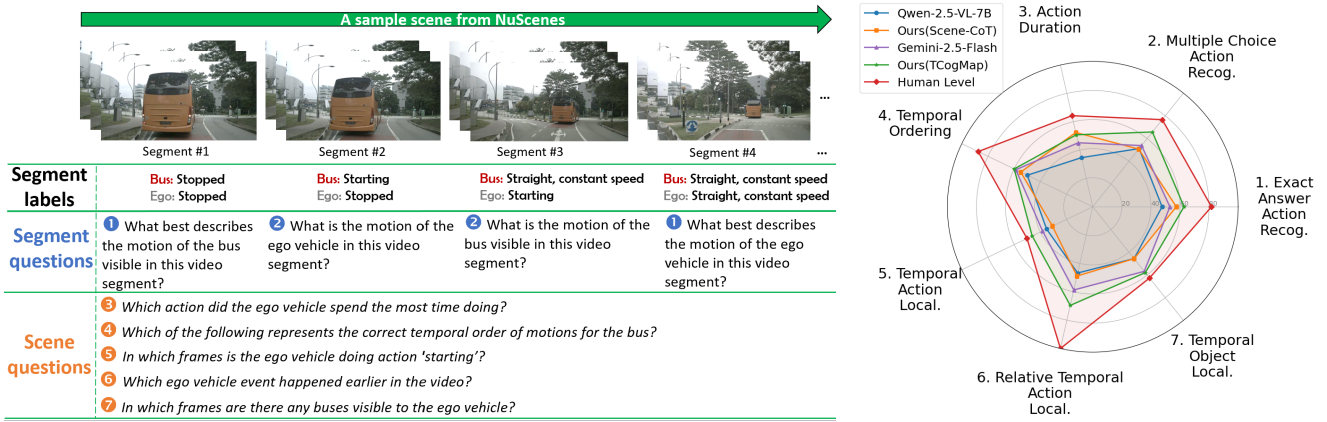 A sample scene from NuScenes
...
Segment #1
Segment #2
Segment #3
Segment #4
...
Segment labels
Bus: Stopped
Ego: Stopped
Bus: Starting
Ego: Stopped
Bus: Straight, constant speed
Ego: Starting
Bus: Straight, constant speed
Ego: Straight, constant speed
Segment questions
1 What best describes
the motion of the bus
visible in this video
segment?
2 What is the motion of the
ego vehicle in this video
segment?
2 What is the motion of the
bus visible in this video
segment?
1 What best describes
the motion of the ego
vehicle in this video
segment?
Scene questions
3 Which action did the ego vehicle spend the most time doing?
4 Which of the following represents the correct temporal order of motions for the bus?
5 In which frames is the ego vehicle doing action 'starting'?
6 Which ego vehicle event happened earlier in the video?
7 In which frames are there any buses visible to the ego vehicle?
Qwen-2.5-VL-7B
Ours(Scene-CoT)
Gemini-2.5-Flash
Ours(TCogMap)
Human Level
3. Action
Duration
2. Multiple Choice
Action
Recog.
4. Temporal
Ordering
1. Exact
Answer
Action
Recog.
20
40
5. Temporal
Action
Local.
6. Relative Temporal
Action
Local.
7. Temporal
Object
Local.